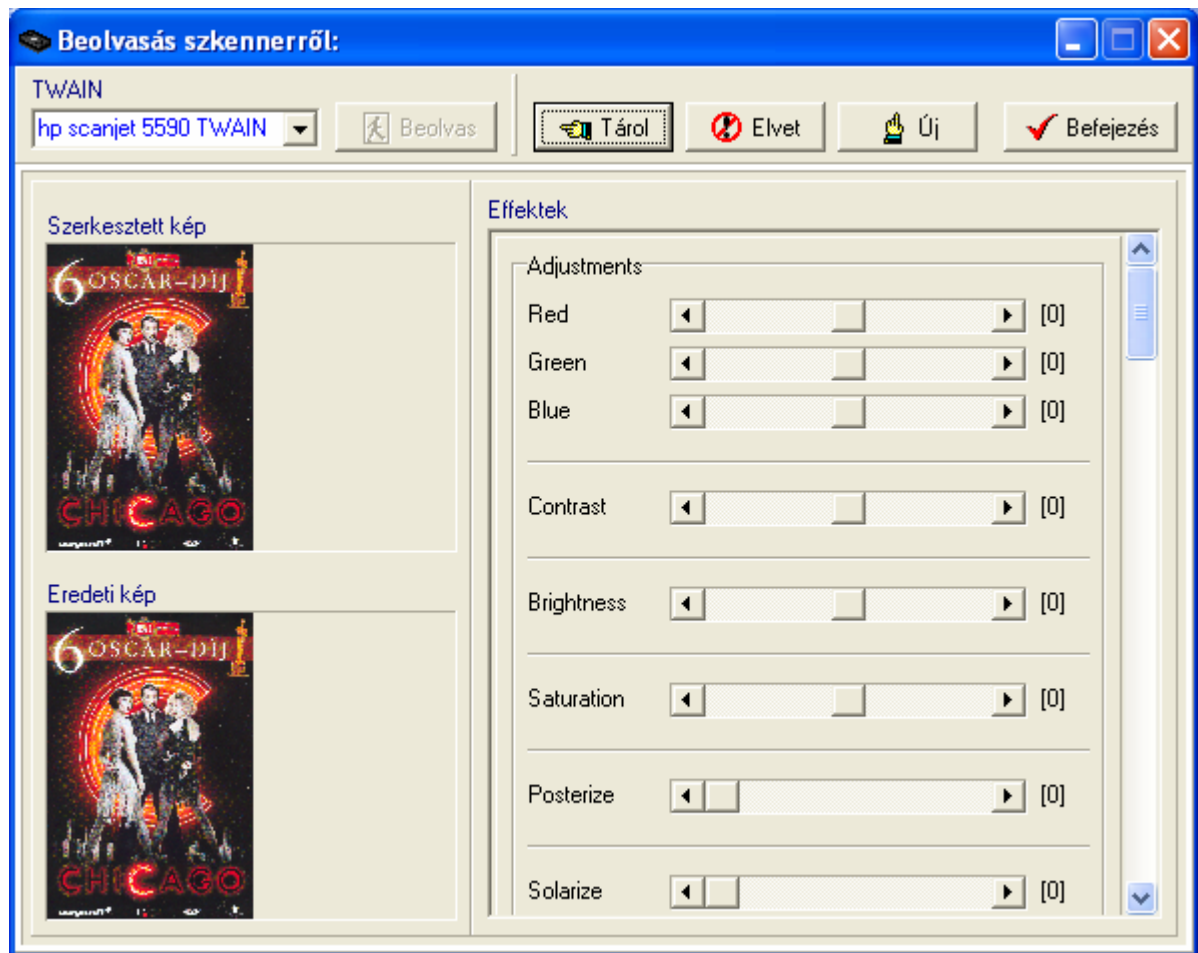 Beolvasás szkennerről:
TWAIN
hp scanjet 5590 TWAIN
Beolvas
Tárol
Elvet
Új
Befejezés
Szerkesztett kép
6 OSCAR-DÍJ
CHICAGO
Eredeti kép
6 OSCAR-DÍJ
CHICAGO
Effektek
Adjustments
Red [0]
Green [0]
Blue [0]
Contrast [0]
Brightness [0]
Saturation [0]
Posterize [0]
Solarize [0]